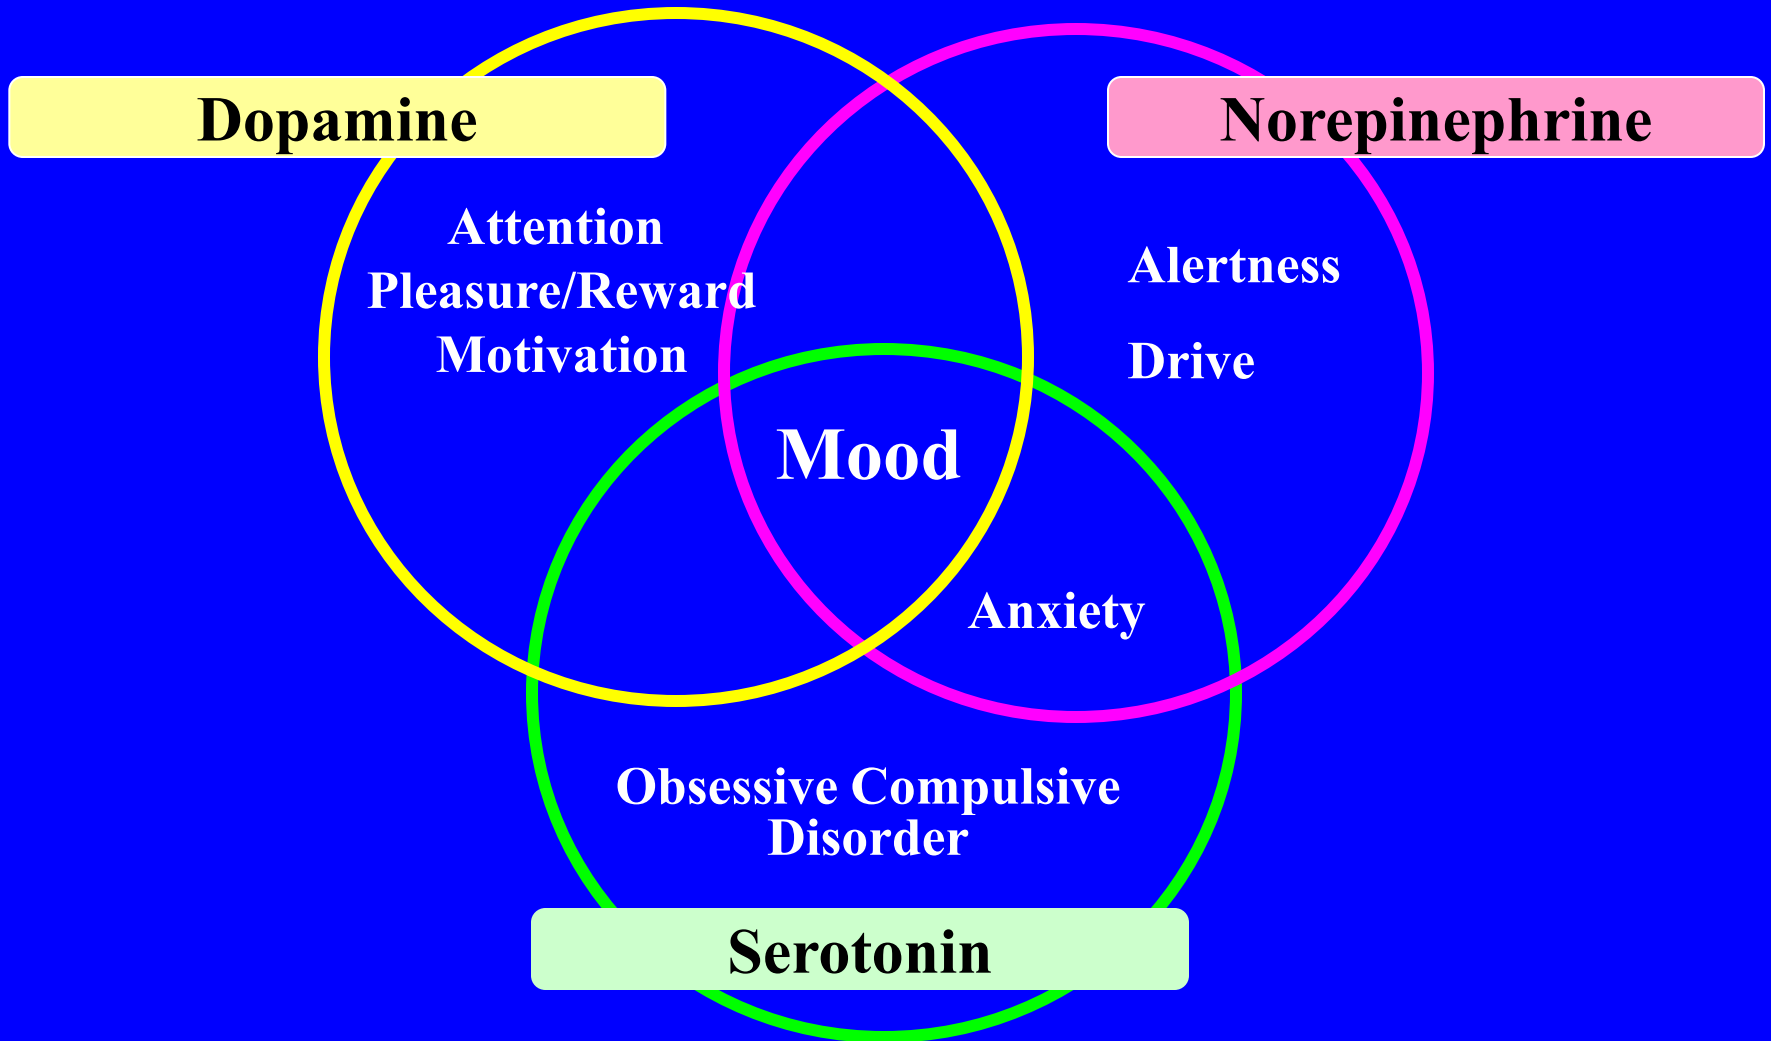 Dopamine
Norepinephrine
Attention
Pleasure/Reward
Motivation
Alertness
Drive
Mood
Anxiety
Obsessive Compulsive
Disorder
Serotonin